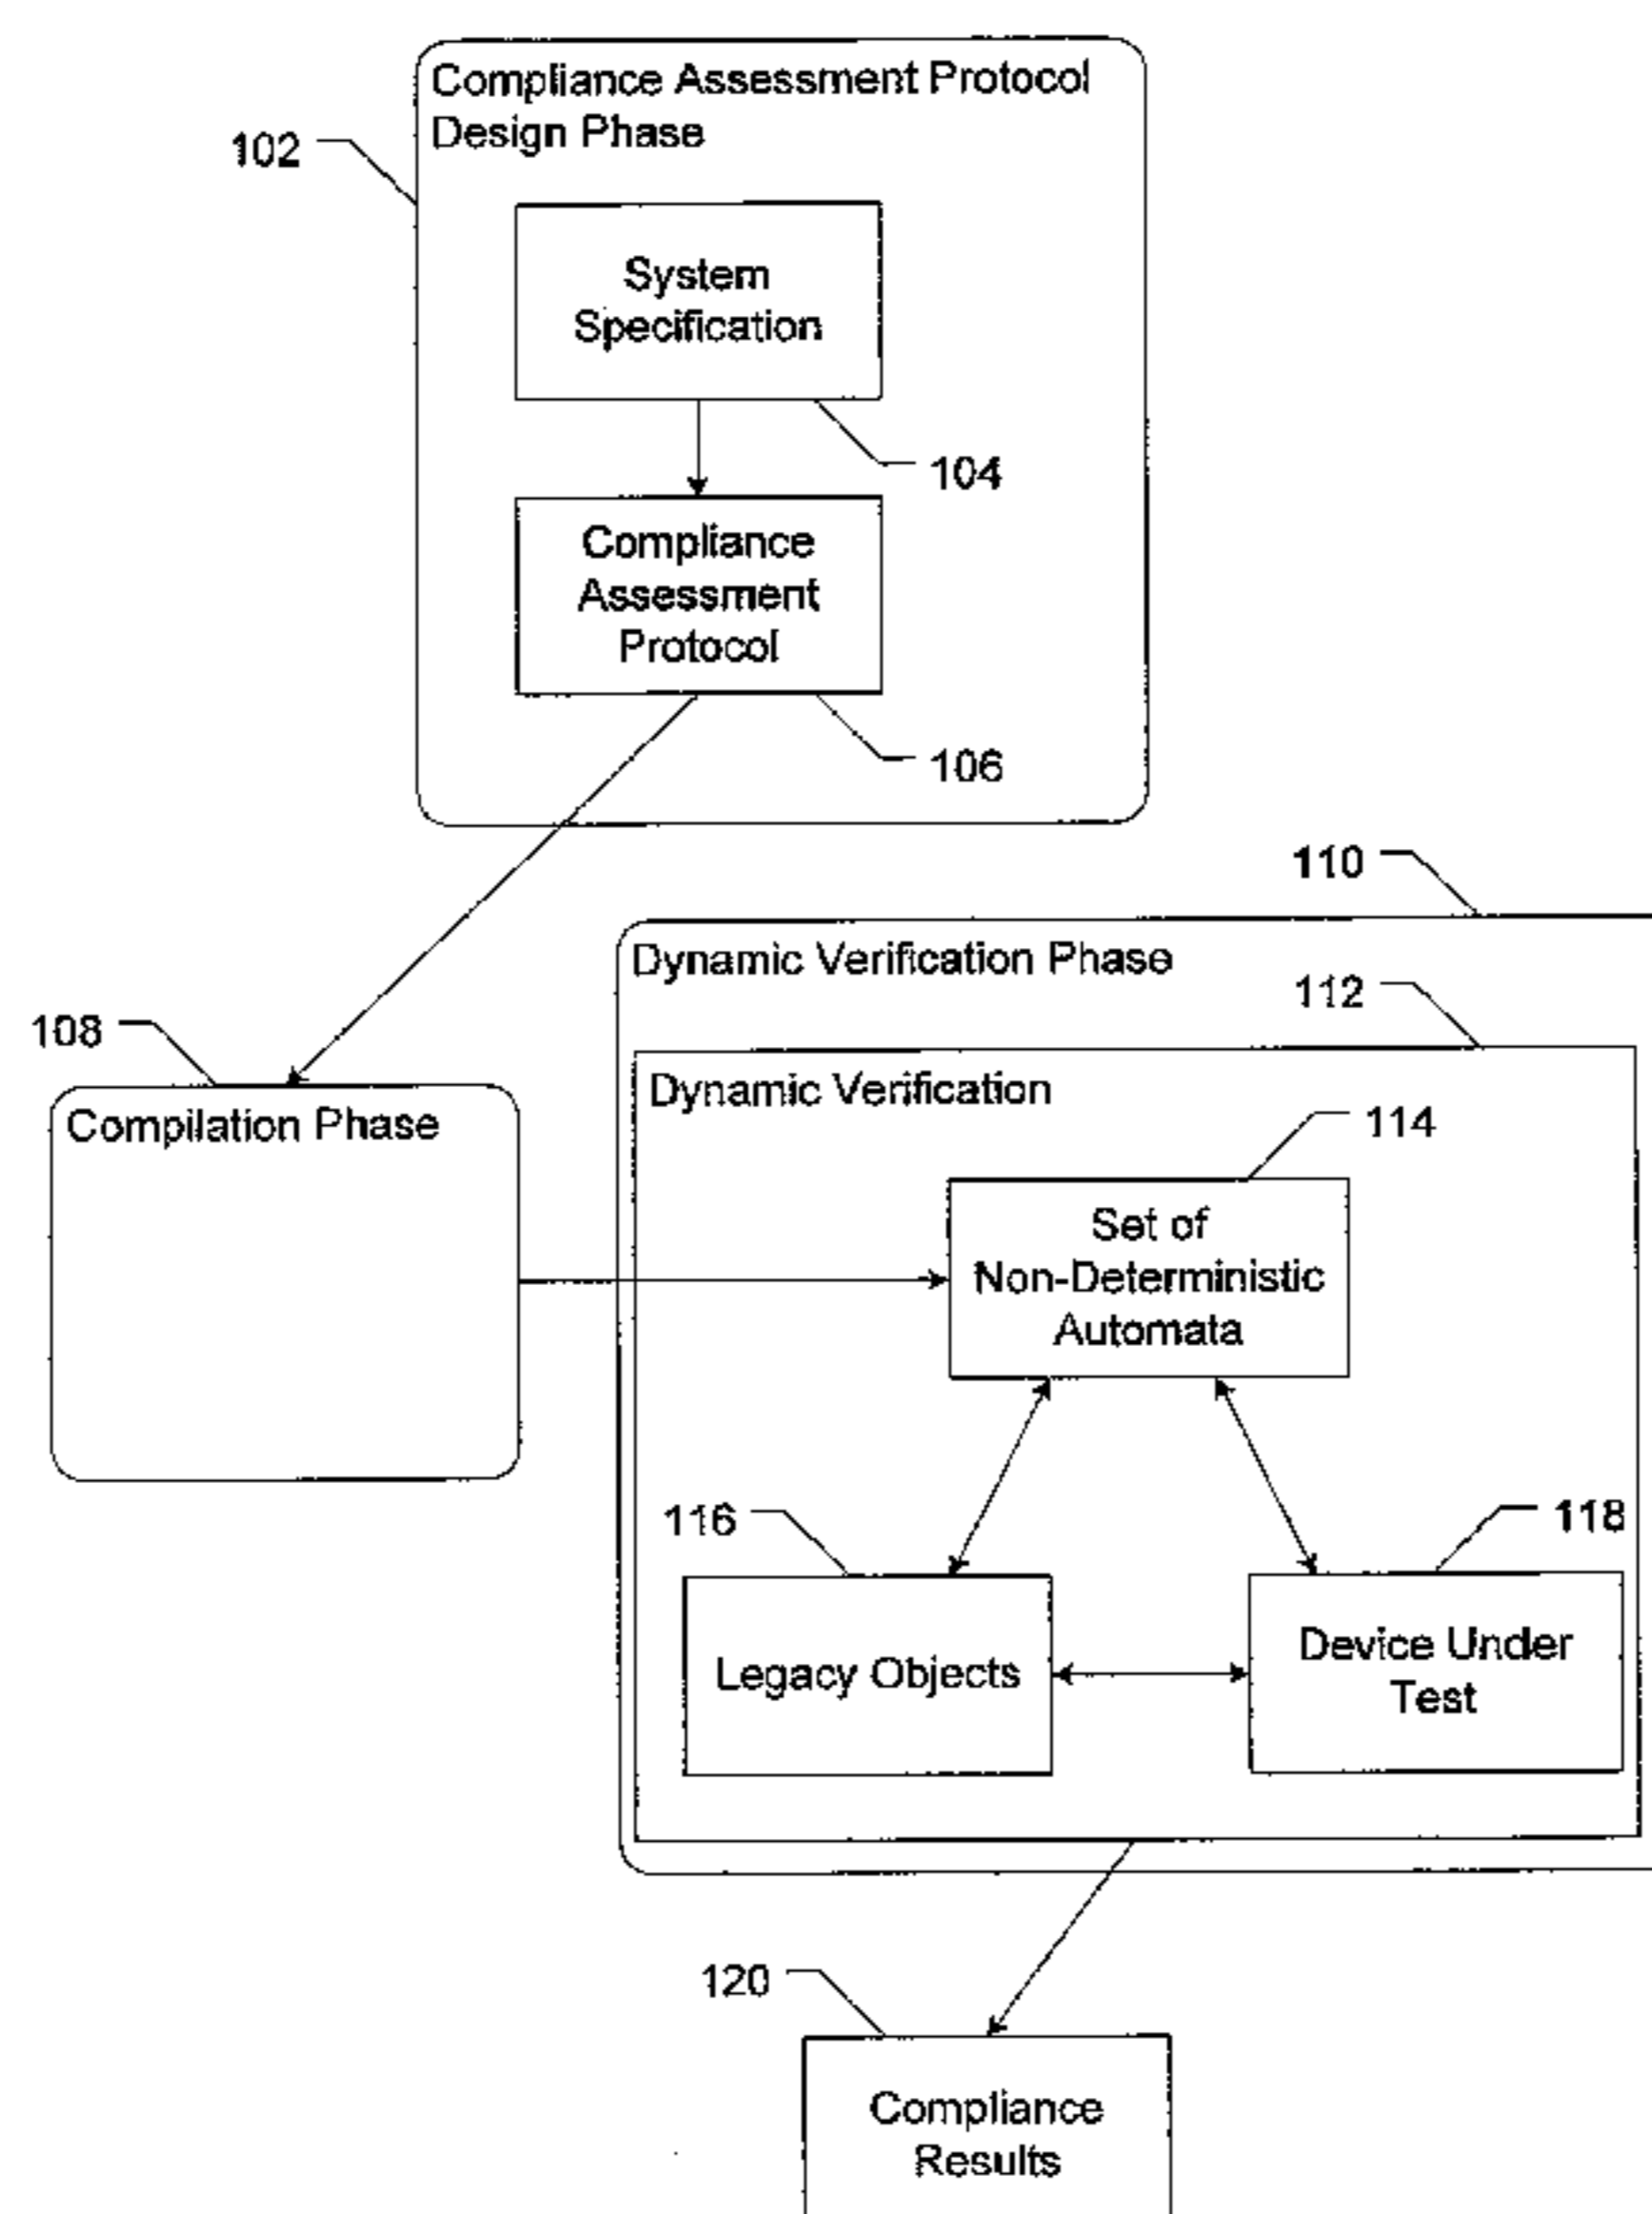 Compliance Assessment Protocol
Design Phase
102
System
Specification
104
Compliance
Assessment
Protocol
106
110
Dynamic Verification Phase
112
108
Compilation Phase
Dynamic Verification
114
Set of
Non-Deterministic
Automata
116
118
Legacy Objects
Device Under
Test
120
Compliance
Results